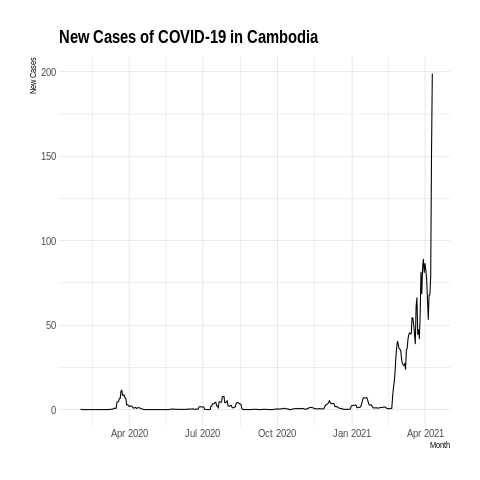 New Cases of COVID-19 in Cambodia
New Cases
200
150
100
50
0
Apr 2020 Jul 2020 Oct 2020 Jan 2021 Apr 2021
Month